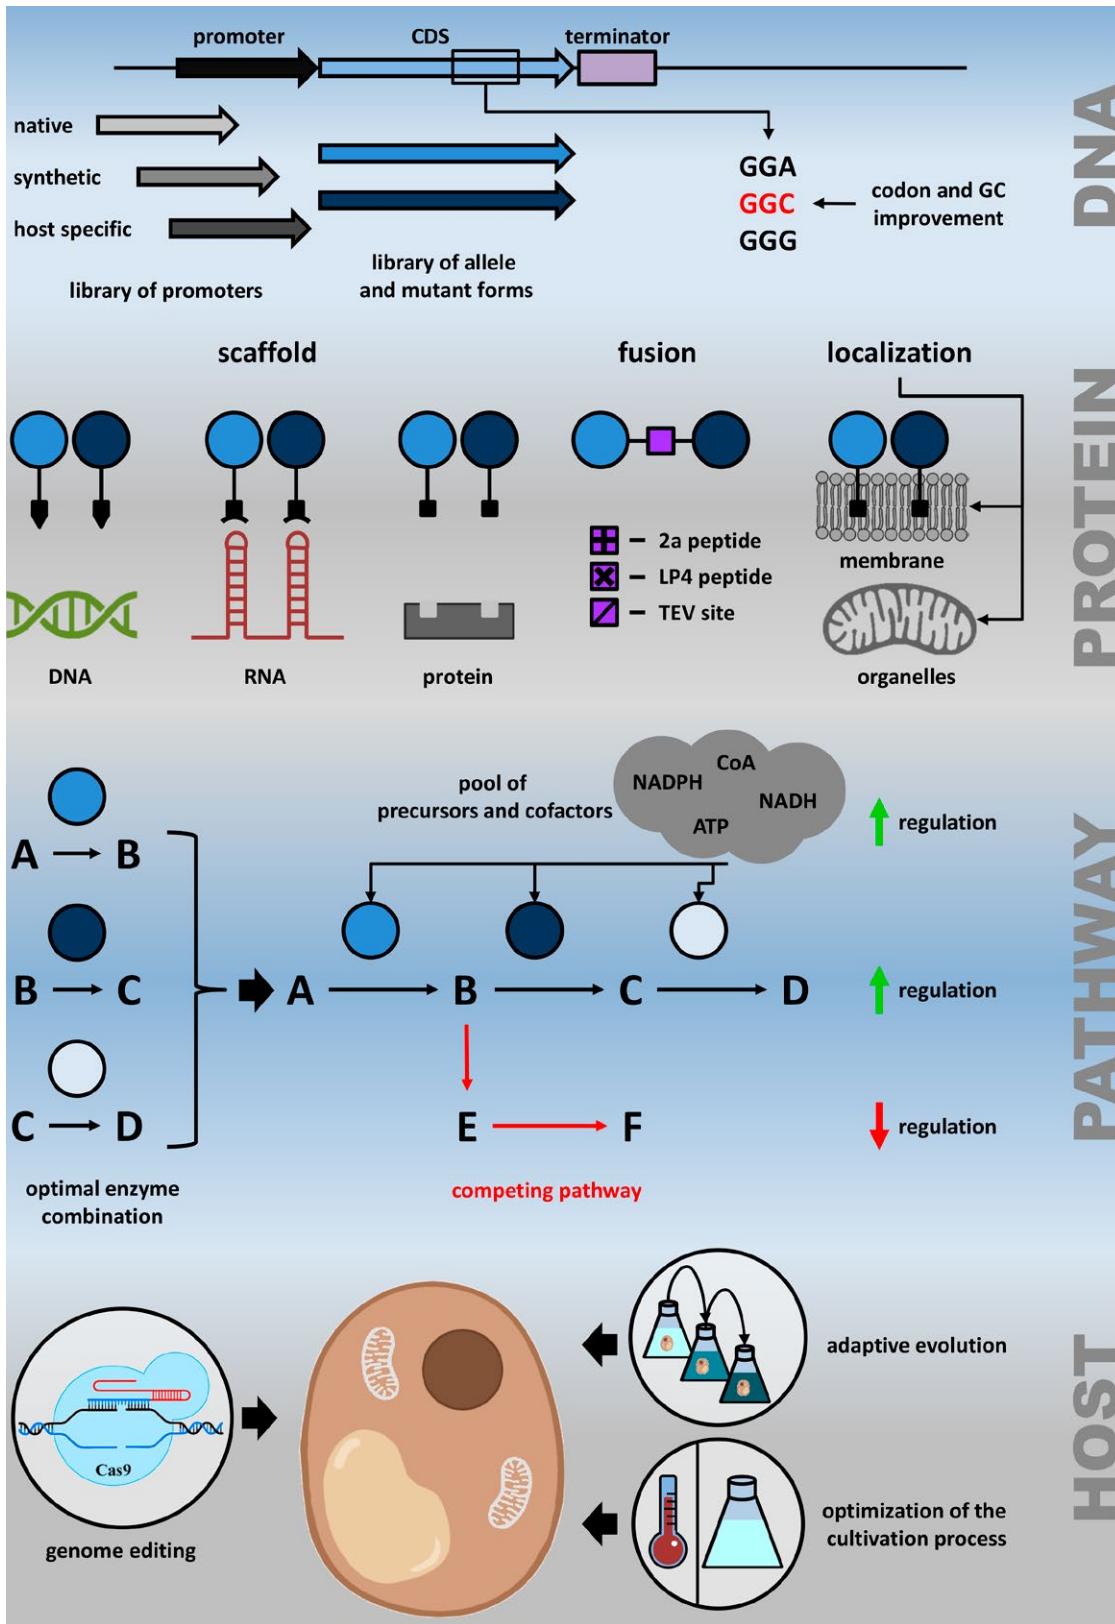 promoter
CDS
terminator
native
synthetic
host specific
library of promoters
library of allele
and mutant forms
GGA
GGC
GGG
codon and GC
improvement
DNA
scaffold
fusion
localization
2a peptide
LP4 peptide
TEV site
membrane
organelles
DNA
RNA
protein
PROTEIN
pool of
precursors and cofactors
NADPH
CoA
NADH
ATP
regulation
A
B
B
C
C
D
optimal enzyme
combination
A
B
C
D
regulation
E
F
regulation
competing pathway
PATHWAY
Cas9
genome editing
adaptive evolution
optimization of the
cultivation process
HOST